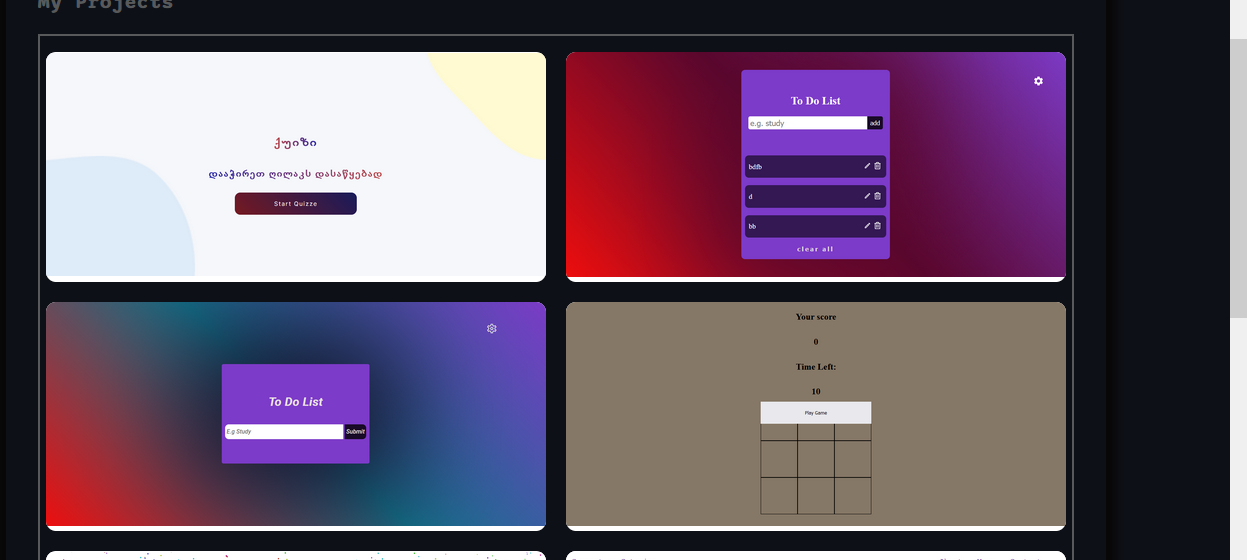 My Projects
ქუიზი
დააჭირეთ ღილაკს დასაწყებად
Start Quizze
To Do List
e.g. study
add
bdfb
d
bb
clear all
To Do List
E.g Study
Submit
Your score
0
Time Left:
10
Play Game